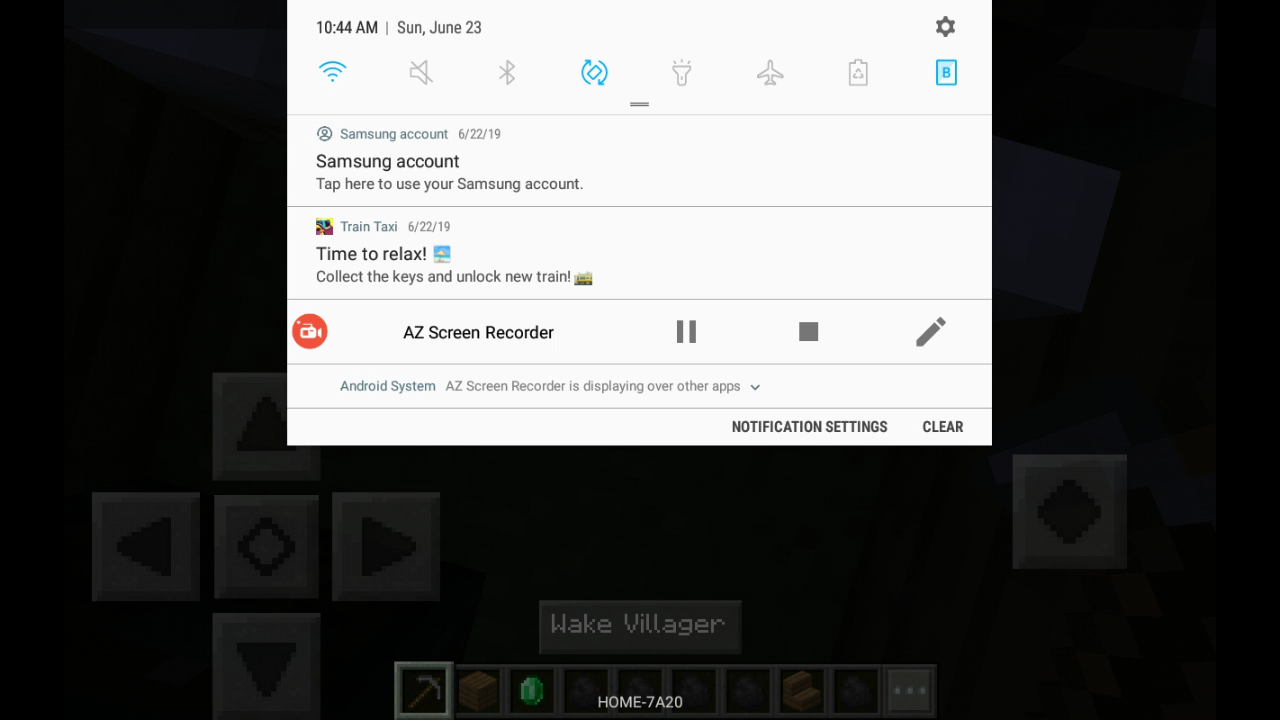 10:44 AM | Sun, June 23
B
Samsung account 6/22/19
Samsung account
Tap here to use your Samsung account.
Train Taxi 6/22/19
Time to relax!
Collect the keys and unlock new train!
AZ Screen Recorder
Android System AZ Screen Recorder is displaying over other apps
NOTIFICATION SETTINGS CLEAR
Wake Villager
HOME-7A20